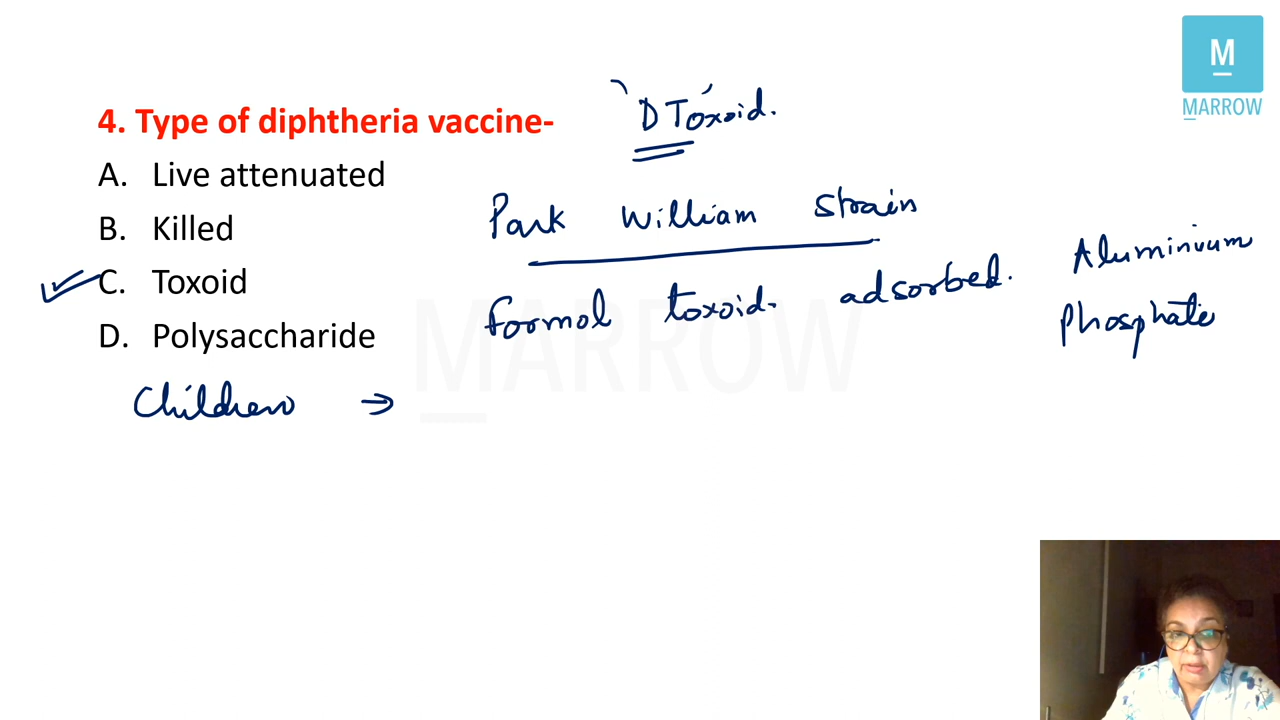 M
MARROW
4. Type of diphtheria vaccine-
D Toxoid.
A. Live attenuated
B. Killed
C. Toxoid
D. Polysaccharide
Park William Strain
formol toxoid. adsorbed.
Aluminium
Phosphate
Children →
MARROW